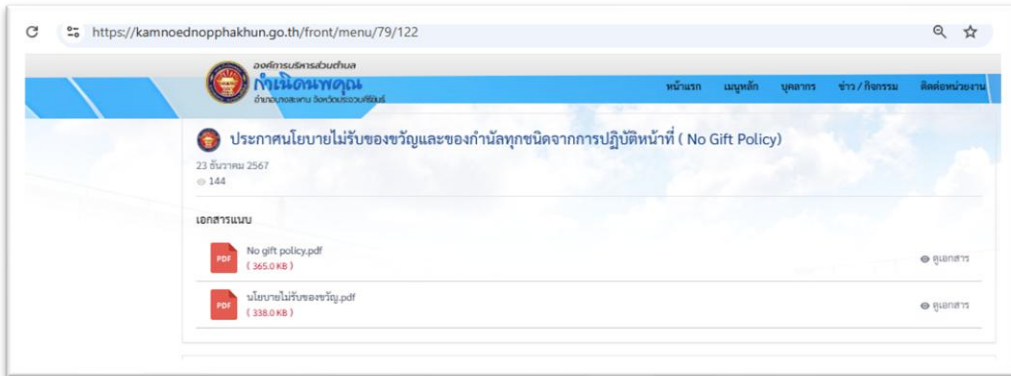 https://kamnoednopphakhun.go.th/front/menu/79/122
องค์การบริหารส่วนตำบล
กำเนิดนพคุณ
อำเภอบางสะพาน จังหวัดประจวบคีรีขันธ์
หน้าแรก เมนูหลัก บุคลากร ข่าว / กิจกรรม ติดต่อหน่วยงาน
ประกาศนโยบายไม่รับของขวัญและของกำนัลทุกชนิดจากการปฏิบัติหน้าที่ ( No Gift Policy)
23 ธันวาคม 2567
144
เอกสารแนบ
PDF No gift policy.pdf
( 365.0 KB ) ดูเอกสาร
PDF นโยบายไม่รับของขวัญ.pdf
( 338.0 KB ) ดูเอกสาร